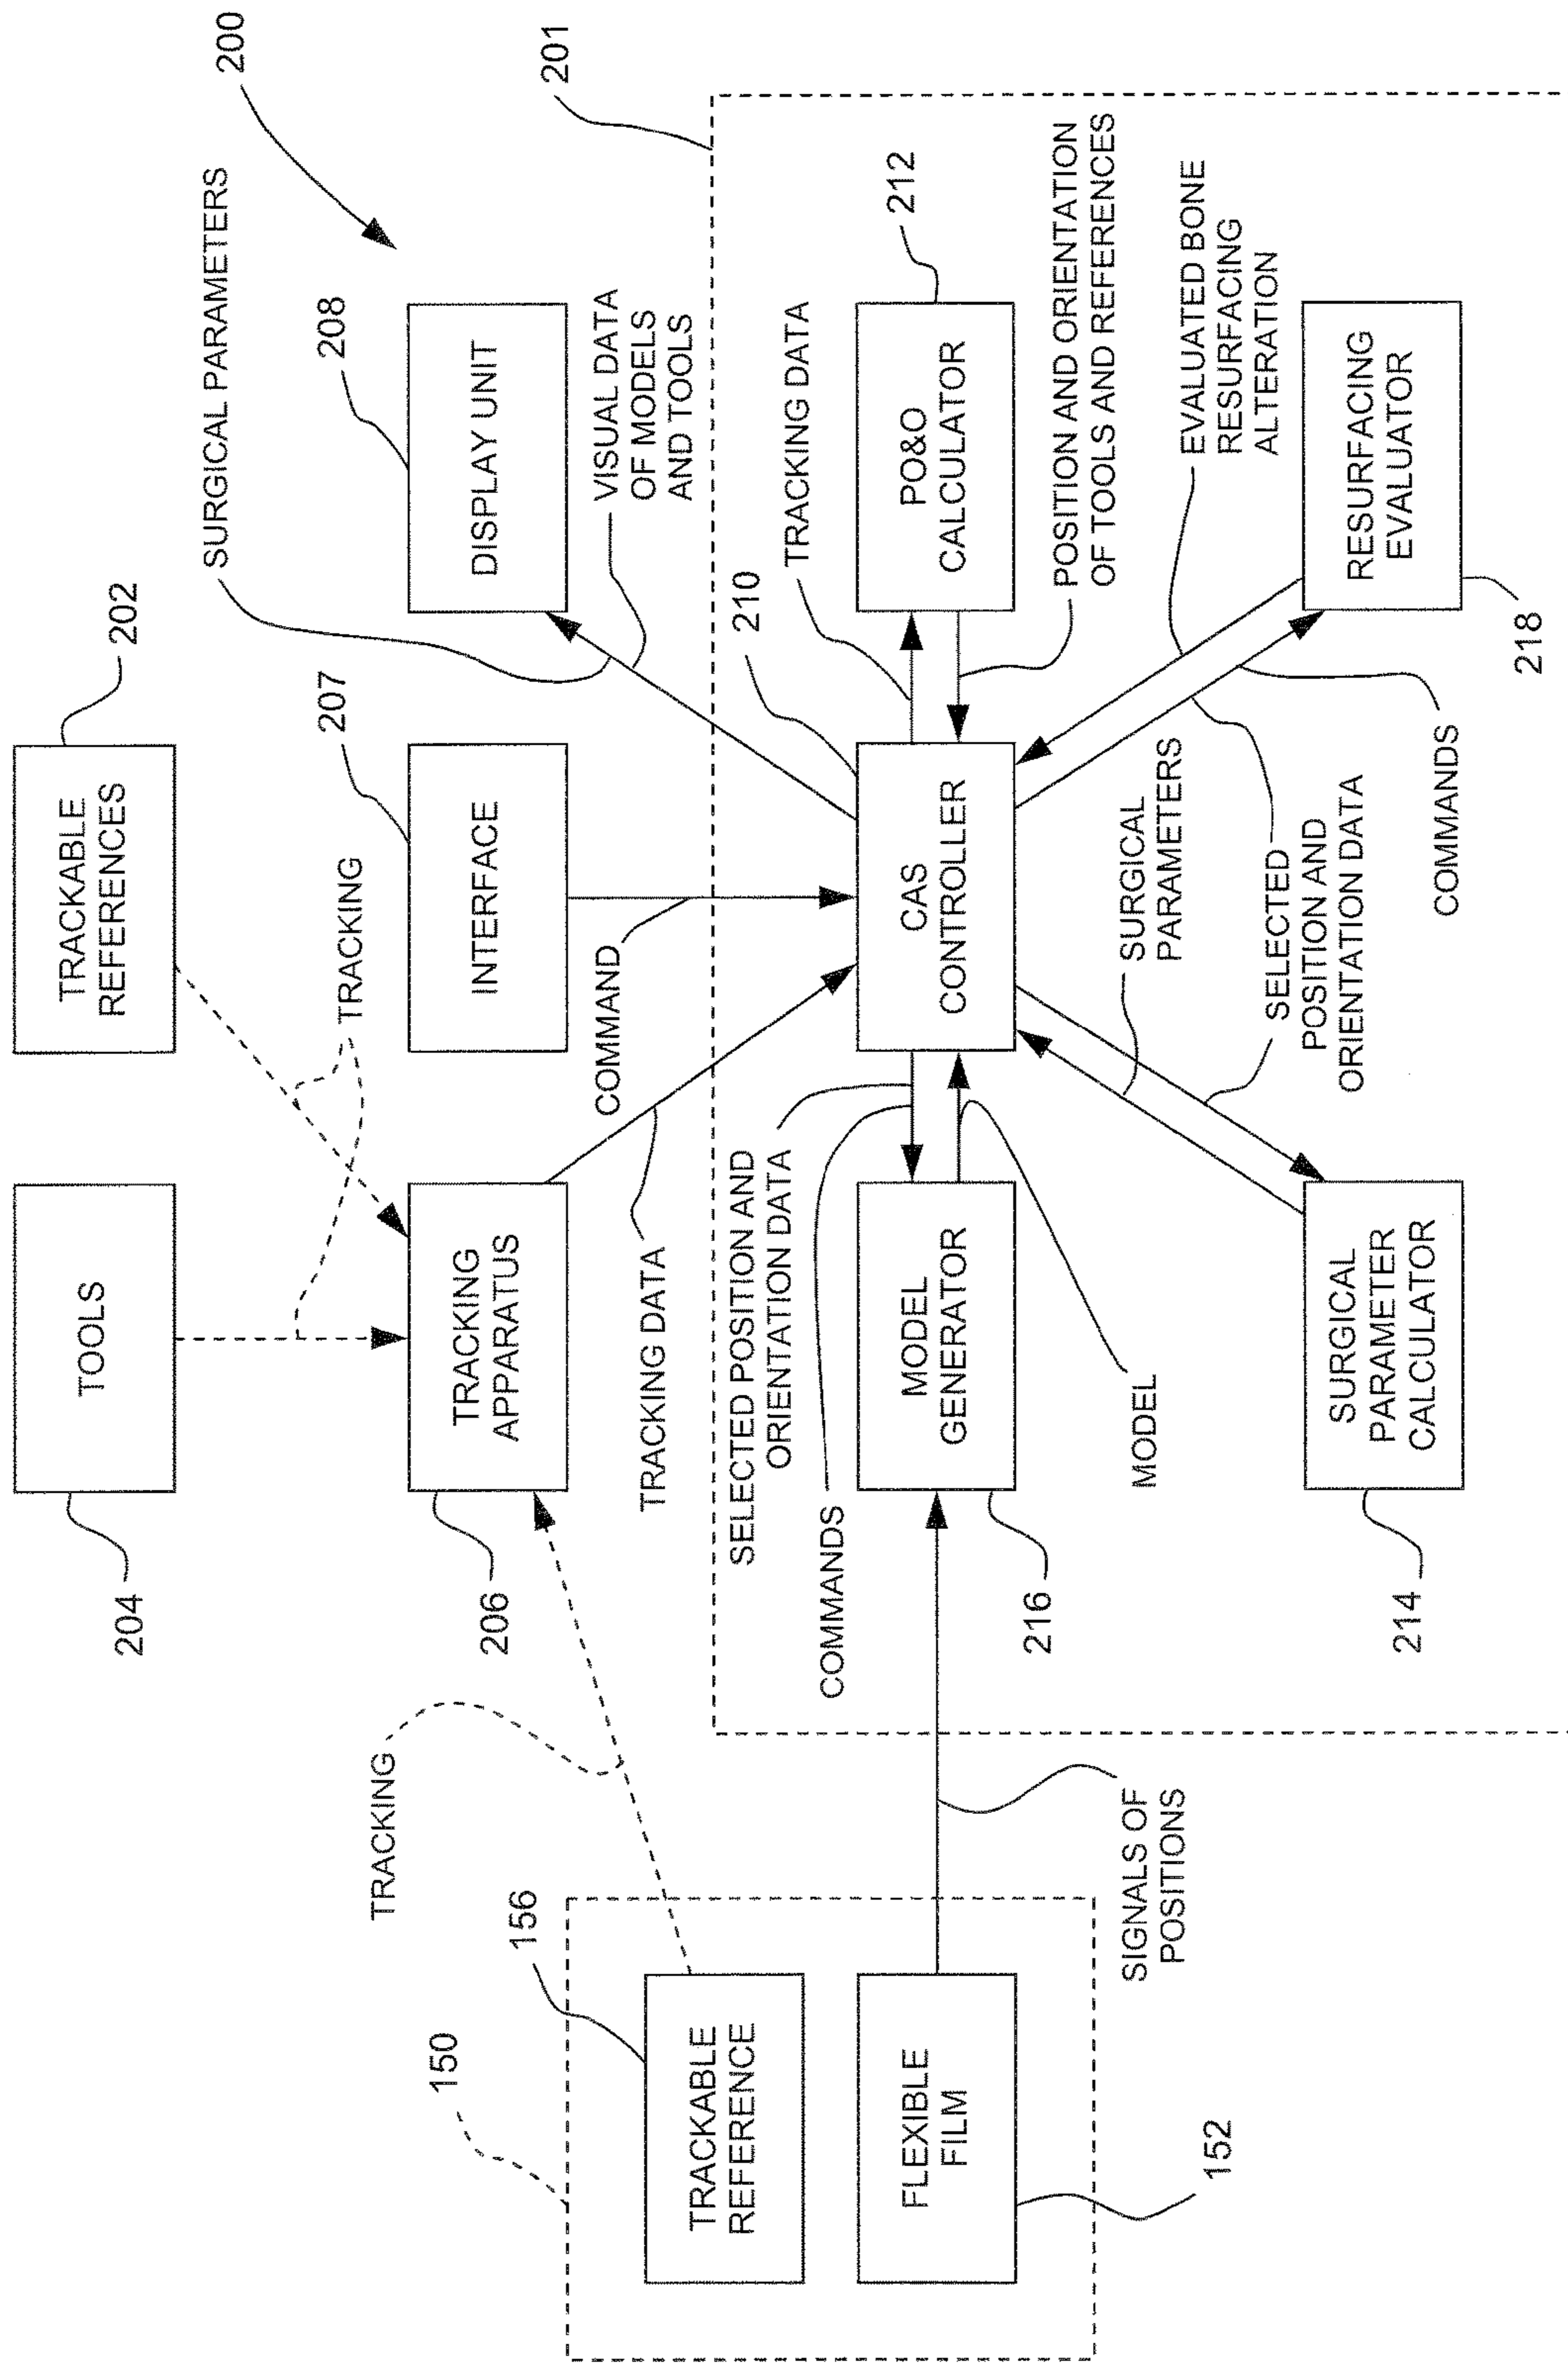 200
201
SURGICAL PARAMETERS
202
TRACKABLE
REFERENCES
TOOLS
204
TRACKING
208
DISPLAY UNIT
VISUAL DATA
OF MODELS
AND TOOLS
207
INTERFACE
COMMAND
TRACKING
APPARATUS
206
TRACKING DATA
TRACKING
210
CAS
CONTROLLER
TRACKING DATA
PO&O
CALCULATOR
212
POSITION AND ORIENTATION
OF TOOLS AND REFERENCES
SELECTED POSITION AND
ORIENTATION DATA
COMMANDS
MODEL
GENERATOR
216
MODEL
EVALUATED BONE
RESURFACING
ALTERATION
RESURFACING
EVALUATOR
218
COMMANDS
SURGICAL
PARAMETERS
SELECTED
POSITION AND
ORIENTATION DATA
SURGICAL
PARAMETER
CALCULATOR
214
150
156
TRACKABLE
REFERENCE
FLEXIBLE
FILM
152
SIGNALS OF
POSITIONS